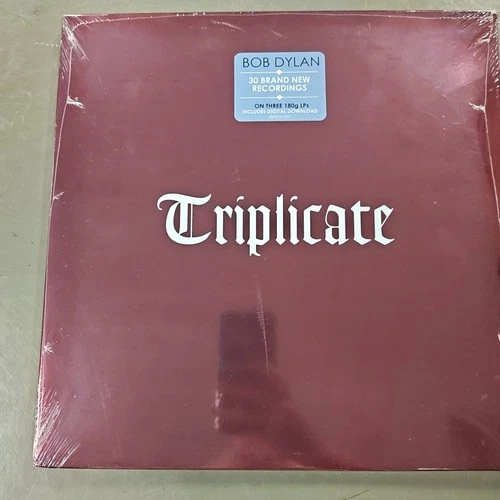 BOB DYLAN
30 BRAND NEW
RECORDINGS
ON THREE 180g LPs
INCLUDES DIGITAL DOWNLOAD
Triplicate